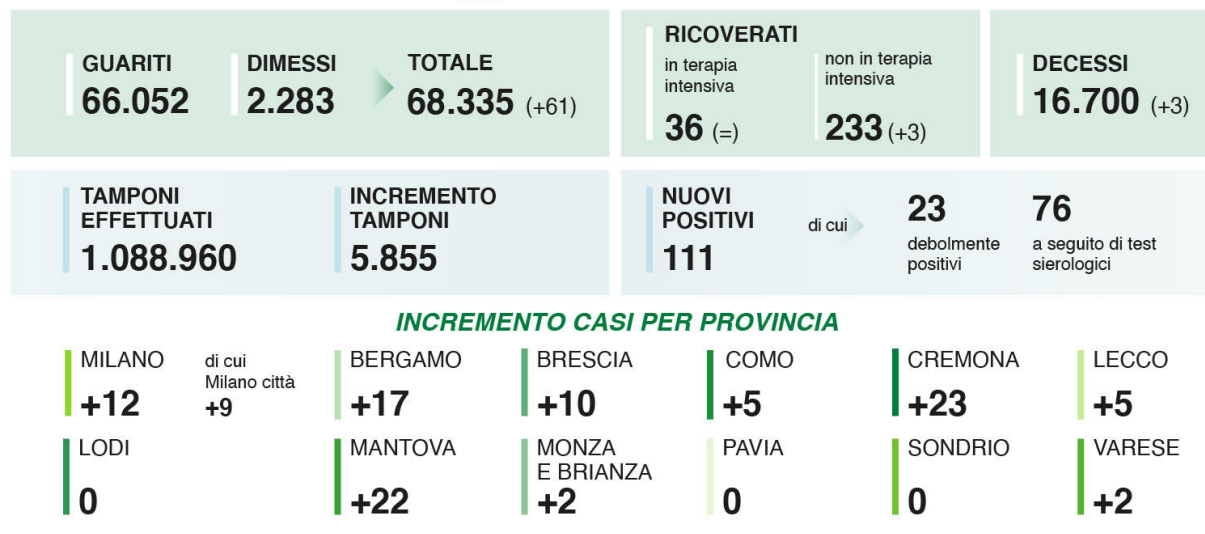 GUARITI
66.052
DIMESSI
2.283
TOTALE
68.335 (+61)
RICOVERATI
in terapia
intensiva
36 (=)
non in terapia
intensiva
233 (+3)
DECESSI
16.700 (+3)
TAMPONI
EFFETTUATI
1.088.960
INCREMENTO
TAMPONI
5.855
NUOVI
POSITIVI
111
di cui
23
debolmente
positivi
76
a seguito di test
sierologici
INCREMENTO CASI PER PROVINCIA
MILANO
+12
di cui
Milano città
+9
BERGAMO
+17
BRESCIA
+10
COMO
+5
CREMONA
+23
LECCO
+5
LODI
0
MANTOVA
+22
MONZA
E BRIANZA
+2
PAVIA
0
SONDRIO
0
VARESE
+2